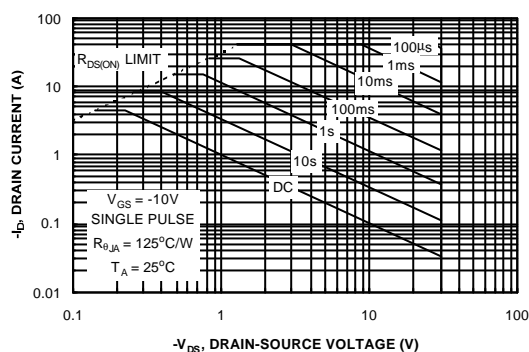 100
10
1
0.1
0.01
-I_D, DRAIN CURRENT (A)
R_DS(ON) LIMIT
100µs
1ms
10ms
100ms
1s
10s
DC
V_GS = -10V
SINGLE PULSE
R_θJA = 125°C/W
T_A = 25°C
0.1
1
10
100
-V_DS, DRAIN-SOURCE VOLTAGE (V)